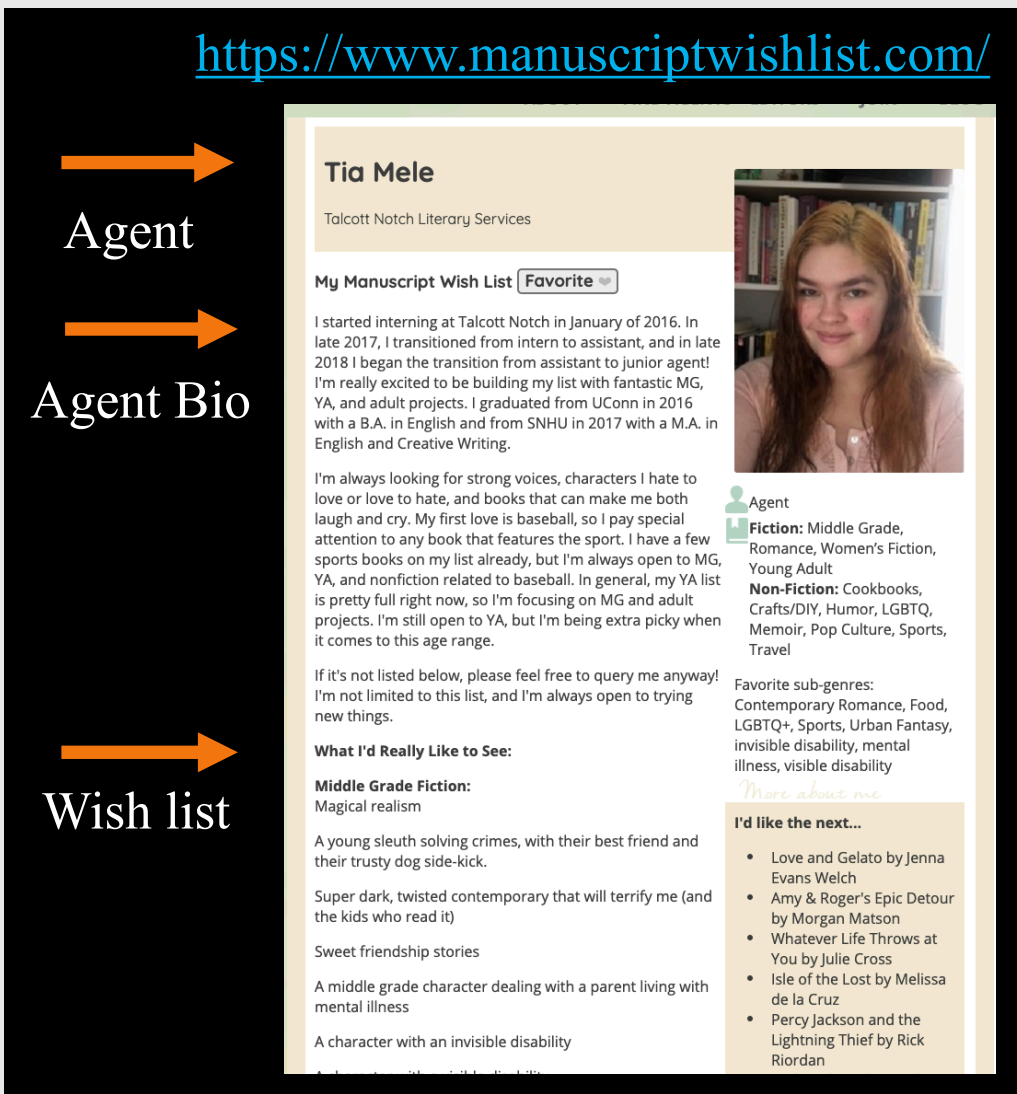 https://www.manuscriptwishlist.com/
Agent
Agent Bio
Wish list
Tia Mele
Talcott Notch Literary Services
My Manuscript Wish List Favorite ❤
I started interning at Talcott Notch in January of 2016. In
late 2017, I transitioned from intern to assistant, and in late
2018 I began the transition from assistant to junior agent!
I'm really excited to be building my list with fantastic MG,
YA, and adult projects. I graduated from UConn in 2016
with a B.A. in English and from SNHU in 2017 with a M.A. in
English and Creative Writing.
I'm always looking for strong voices, characters I hate to
love or love to hate, and books that can make me both
laugh and cry. My first love is baseball, so I pay special
attention to any book that features the sport. I have a few
sports books on my list already, but I'm always open to MG,
YA, and nonfiction related to baseball. In general, my YA list
is pretty full right now, so I'm focusing on MG and adult
projects. I'm still open to YA, but I'm being extra picky when
it comes to this age range.
If it's not listed below, please feel free to query me anyway!
I'm not limited to this list, and I'm always open to trying
new things.
What I'd Really Like to See:
Middle Grade Fiction:
Magical realism
A young sleuth solving crimes, with their best friend and
their trusty dog side-kick.
Super dark, twisted contemporary that will terrify me (and
the kids who read it)
Sweet friendship stories
A middle grade character dealing with a parent living with
mental illness
A character with an invisible disability
Agent
Fiction: Middle Grade,
Romance, Women's Fiction,
Young Adult
Non-Fiction: Cookbooks,
Crafts/DIY, Humor, LGBTQ,
Memoir, Pop Culture, Sports,
Travel
Favorite sub-genres:
Contemporary Romance, Food,
LGBTQ+, Sports, Urban Fantasy,
invisible disability, mental
illness, visible disability
More about me
I'd like the next...
• Love and Gelato by Jenna
Evans Welch
• Amy & Roger's Epic Detour
by Morgan Matson
• Whatever Life Throws at
You by Julie Cross
• Isle of the Lost by Melissa
de la Cruz
• Percy Jackson and the
Lightning Thief by Rick
Riordan